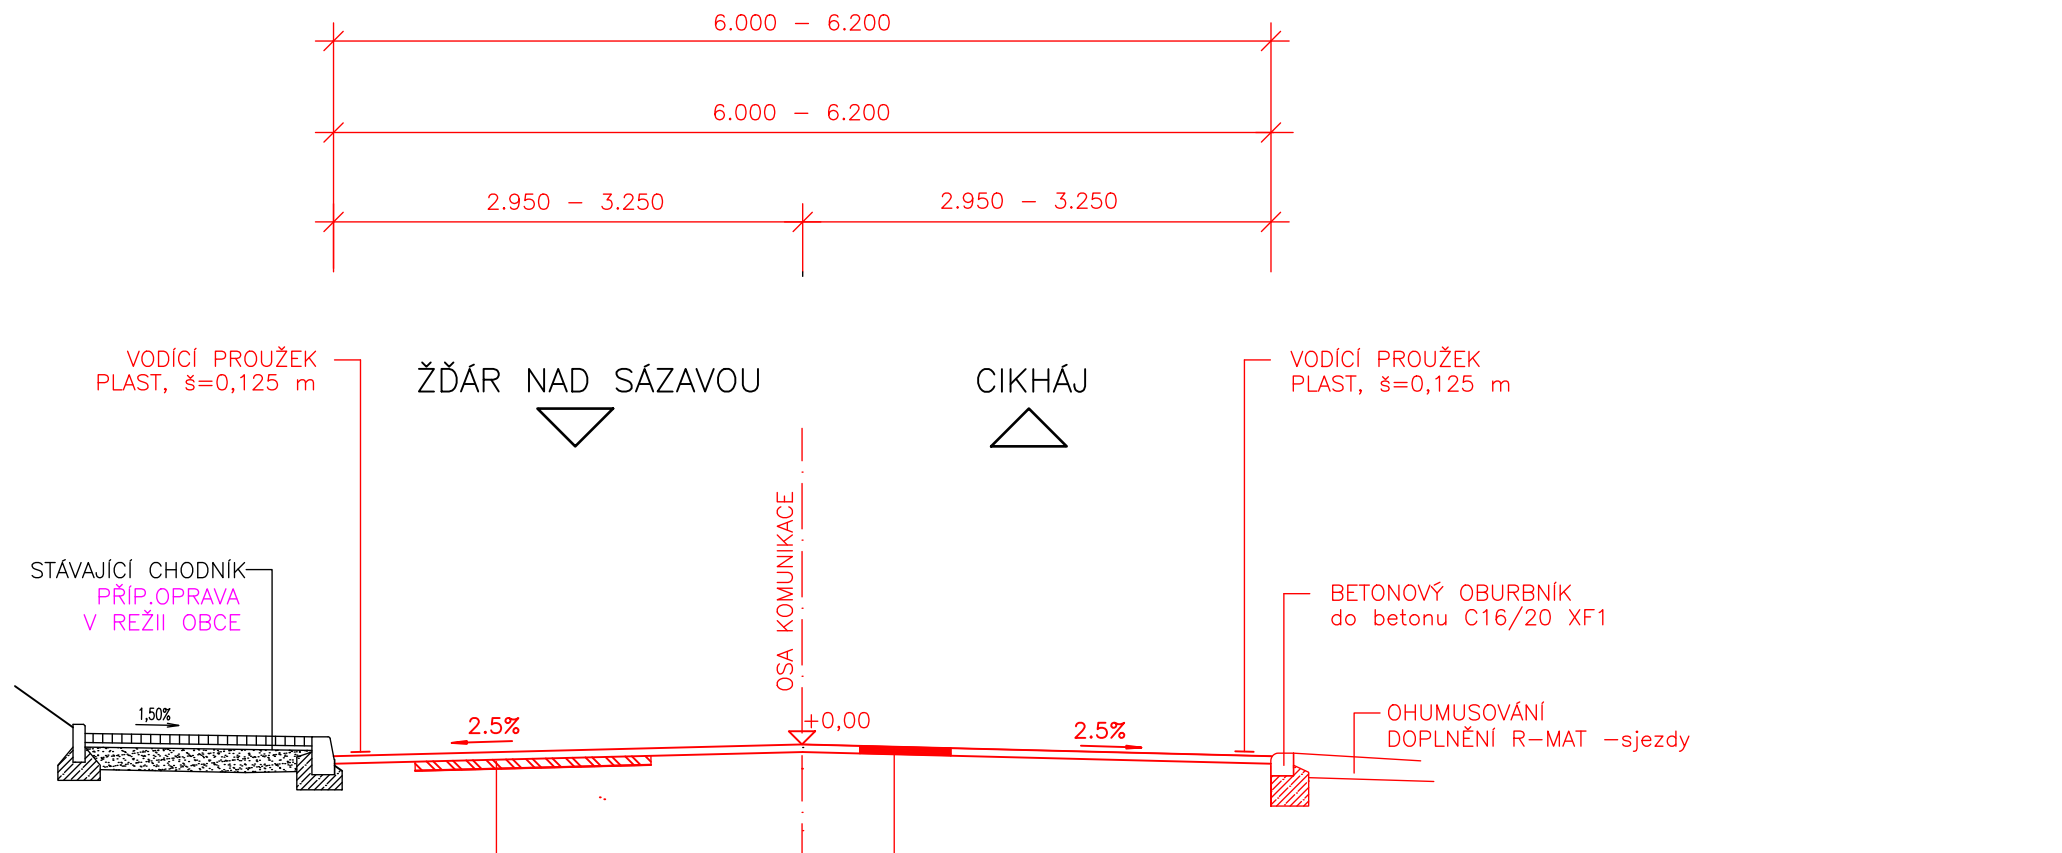 6.000 – 6.200
6.000 – 6.200
2.950 – 3.250
2.950 – 3.250
VODÍCÍ PROUŽEK
PLAST, š=0,125 m
ŽĎÁR NAD SÁZAVOU
CIKHÁJ
VODÍCÍ PROUŽEK
PLAST, š=0,125 m
OSA KOMUNIKACE
STÁVAJÍCÍ CHODNÍK
PŘÍP.OPRAVA
V REŽII OBCE
BETONOVÝ OBURBNÍK
do betonu C16/20 XF1
1,50%
2.5%
+0,00
2.5%
OHUMUSOVÁNÍ
DOPLNĚNÍ R–MAT –sjezdy